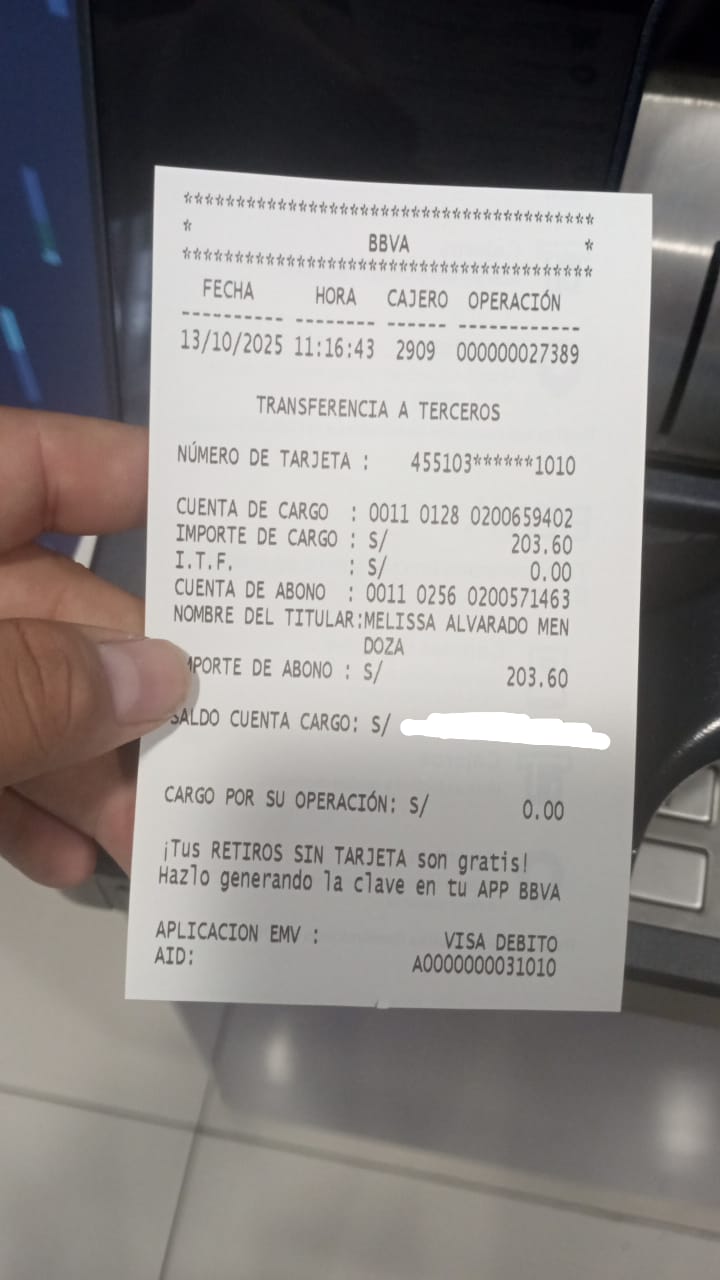 ***************************************
* BBVA *
***************************************
FECHA HORA CAJERO OPERACIÓN
---------- -------- ------ ------------
13/10/2025 11:16:43 2909 000000027389
TRANSFERENCIA A TERCEROS
NÚMERO DE TARJETA : 455103******1010
CUENTA DE CARGO : 0011 0128 0200659402
IMPORTE DE CARGO : S/ 203.60
I.T.F. : S/ 0.00
CUENTA DE ABONO : 0011 0256 0200571463
NOMBRE DEL TITULAR:MELISSA ALVARADO MEN
DOZA
MPORTE DE ABONO : S/ 203.60
SALDO CUENTA CARGO: S/
CARGO POR SU OPERACIÓN: S/ 0.00
¡Tus RETIROS SIN TARJETA son gratis!
Hazlo generando la clave en tu APP BBVA
APLICACION EMV : VISA DEBITO
AID: A0000000031010